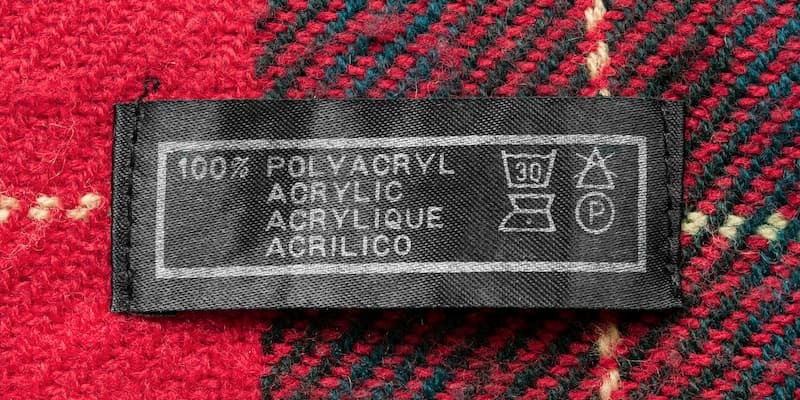 100% POLYACRYL
ACRYLIC
ACRYLIQUE
ACRILICO
30
P